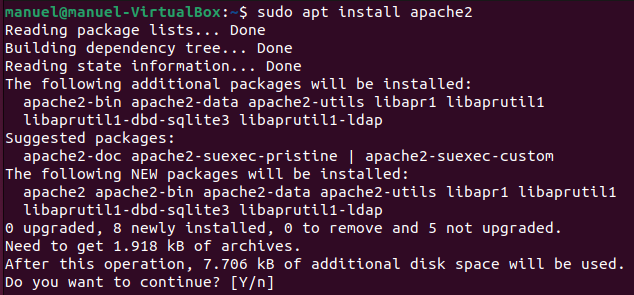 manuel@manuel-VirtualBox:~$ sudo apt install apache2
Reading package lists... Done
Building dependency tree... Done
Reading state information... Done
The following additional packages will be installed:
  apache2-bin apache2-data apache2-utils libapr1 libaprutil1
  libaprutil1-dbd-sqlite3 libaprutil1-ldap
Suggested packages:
  apache2-doc apache2-suexec-pristine | apache2-suexec-custom
The following NEW packages will be installed:
  apache2 apache2-bin apache2-data apache2-utils libapr1 libaprutil1
  libaprutil1-dbd-sqlite3 libaprutil1-ldap
0 upgraded, 8 newly installed, 0 to remove and 5 not upgraded.
Need to get 1.918 kB of archives.
After this operation, 7.706 kB of additional disk space will be used.
Do you want to continue? [Y/n]